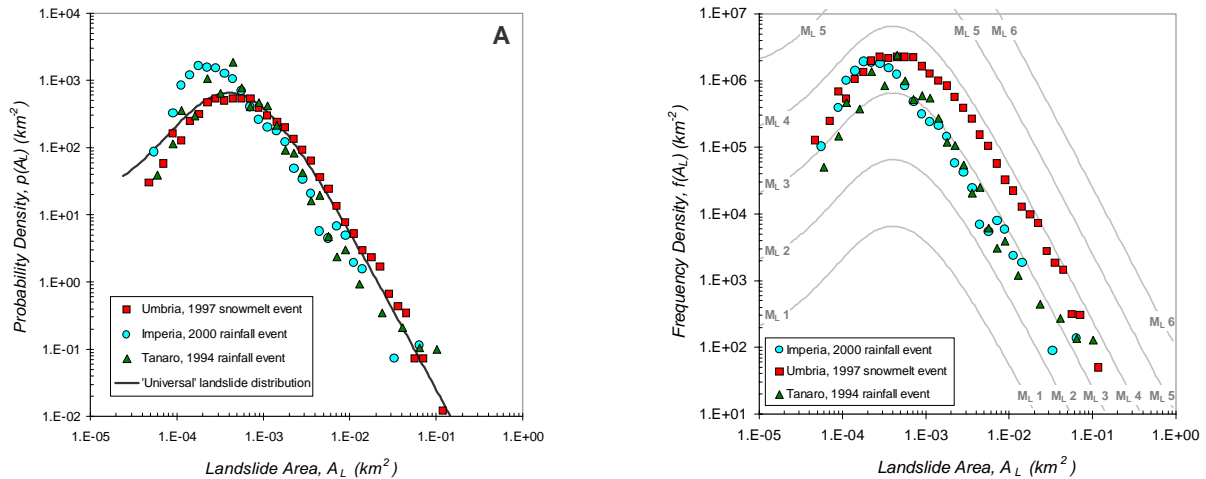 A
1.E+04
1.E+03
1.E+02
1.E+01
1.E+00
1.E-01
1.E-02
Probability Density, p(A_L) (km^-2)
Umbria, 1997 snowmelt event
Imperia, 2000 rainfall event
Tanaro, 1994 rainfall event
'Universal' landslide distribution
1.E-05 1.E-04 1.E-03 1.E-02 1.E-01 1.E+00
Landslide Area, A_L (km^2)
1.E+07
1.E+06
1.E+05
1.E+04
1.E+03
1.E+02
1.E+01
Frequency Density, f(A_L) (km^-2)
M_L 5 M_L 5 M_L 6
M_L 4
M_L 3
M_L 2
M_L 1 M_L 6
Imperia, 2000 rainfall event
Umbria, 1997 snowmelt event
Tanaro, 1994 rainfall event
M_L 1 M_L 2 M_L 3 M_L 4 M_L 5
1.E-05 1.E-04 1.E-03 1.E-02 1.E-01 1.E+00
Landslide Area, A_L (km^2)